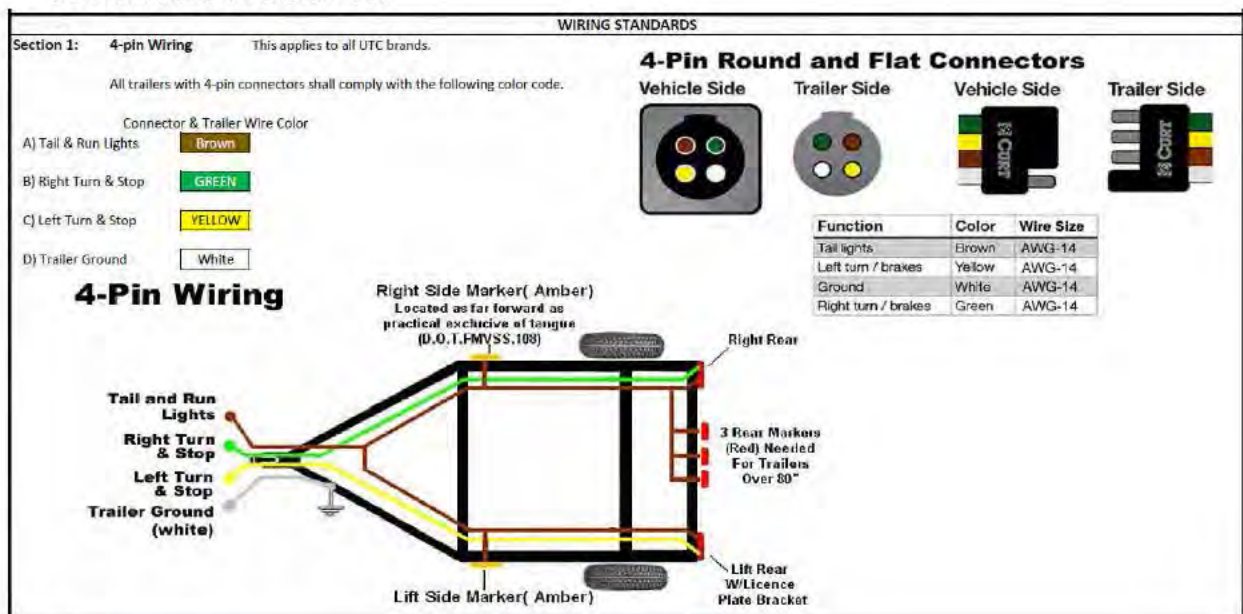 WIRING STANDARDS
Section 1: 4-pin Wiring This applies to all UTC brands.
All trailers with 4-pin connectors shall comply with the following color code.
Connector & Trailer Wire Color
A) Tail & Run Lights Brown
B) Right Turn & Stop GREEN
C) Left Turn & Stop YELLOW
D) Trailer Ground White
4-Pin Round and Flat Connectors
Vehicle Side Trailer Side Vehicle Side Trailer Side
CURT CURT
Function Color Wire Size
Tail lights Brown AWG-14
Left turn / brakes Yellow AWG-14
Ground White AWG-14
Right turn / brakes Green AWG-14
4-Pin Wiring
Right Side Marker( Amber)
Located as far forward as
practical exclucive of tangue
(D.O.T.FMVSS.108)
Right Rear
Tail and Run
Lights
Right Turn
& Stop
Left Turn
& Stop
Trailer Ground
(white)
3 Rear Markers
(Red) Needed
For Trailers
Over 80"
Lift Rear
W/Licence
Plate Bracket
Lift Side Marker( Amber)